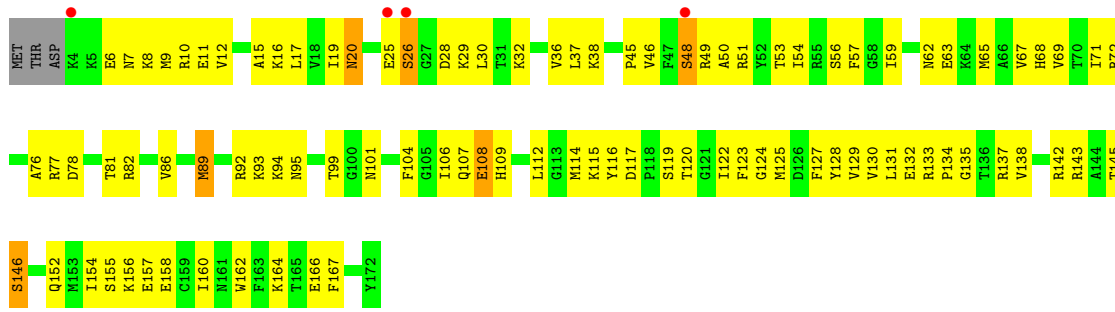 MET THR ASP K4 K5 E6 N7 K8 M9 R10 E11 V12 A15 K16 L17 V18 I19 N20 E25 S26 G27 D28 K29 L30 T31 K32 V36 L37 K38 P45 V46 F47 S48 R49 A50 R51 Y52 T53 I54 R55 S56 F57 G58 I59 N62 E63 K64 M65 A66 V67 H68 V69 T70 I71
A76 R77 D78 T81 R82 V86 M89 R92 K93 K94 N95 T99 G100 N101 F104 G105 I106 Q107 E108 H109 L112 G113 M114 K115 Y116 D117 P118 S119 T120 G121 I122 F123 G124 M125 D126 F127 Y128 V129 V130 L131 E132 R133 P134 G135 T136 R137 V138 R142 R143 A144
S146 Q152 M153 I154 S155 K156 E157 E158 C159 I160 N161 W162 F163 K164 T165 E166 F167 Y172